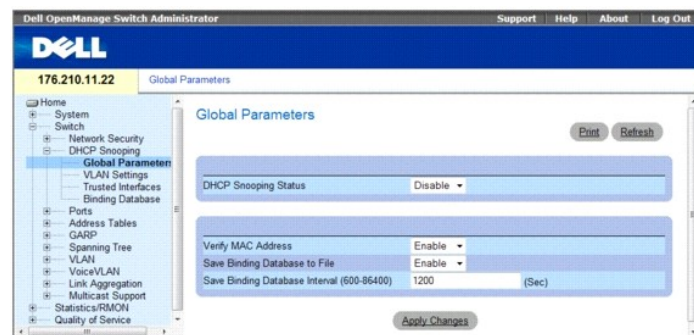 Dell OpenManage Switch Administrator
Support Help About Log Out
DELL
176.210.11.22
Global Parameters
Home
System
Switch
Network Security
DHCP Snooping
Global Parameters
VLAN Settings
Trusted Interfaces
Binding Database
Ports
Address Tables
GARP
Spanning Tree
VLAN
VoiceVLAN
Link Aggregation
Multicast Support
Statistics/RMON
Quality of Service
Global Parameters
Print Refresh
DHCP Snooping Status Disable
Verify MAC Address Enable
Save Binding Database to File Enable
Save Binding Database Interval (600-86400) 1200 (Sec)
Apply Changes